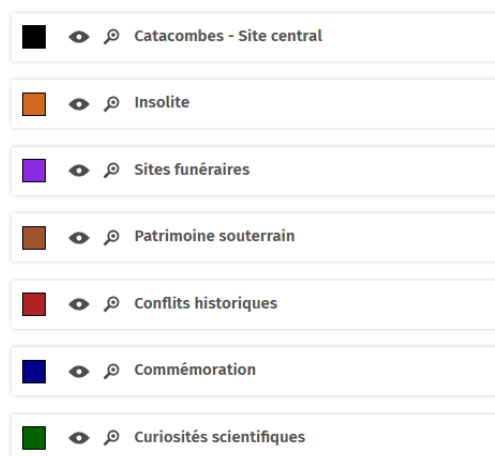 Catacombes - Site central
Insolite
Sites funéraires
Patrimoine souterrain
Conflits historiques
Commémoration
Curiosités scientifiques